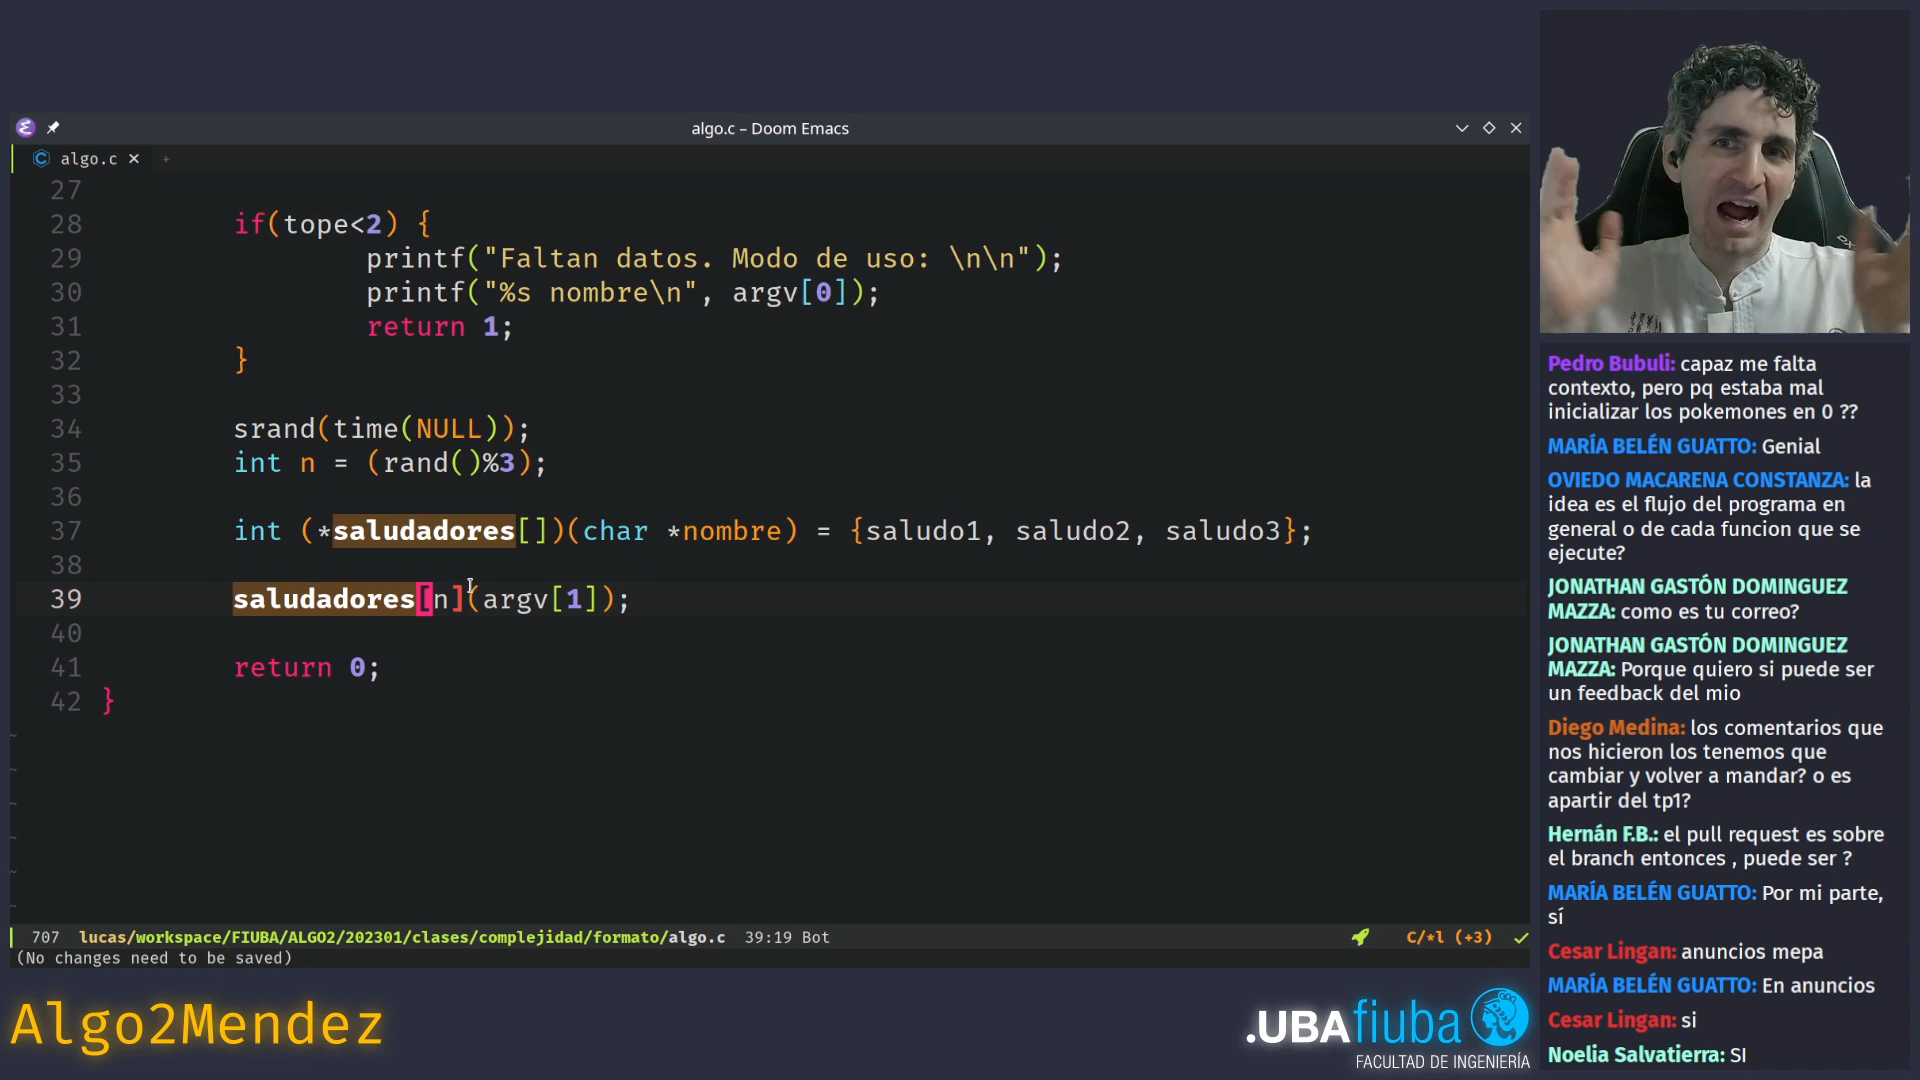 algo.c – Doom Emacs
algo.c
27
28 if(tope<2) {
29 printf("Faltan datos. Modo de uso: \n\n");
30 printf("%s nombre\n", argv[0]);
31 return 1;
32 }
33
34 srand(time(NULL));
35 int n = (rand()%3);
36
37 int (*saludadores[])(char *nombre) = {saludo1, saludo2, saludo3};
38
39 saludadores[n](argv[1]);
40
41 return 0;
42 }
707 lucas/workspace/FIUBA/ALGO2/202301/clases/complejidad/formato/algo.c 39:19 Bot C/*l (+3)
(No changes need to be saved)
Algo2Mendez
.UBAfiuba
FACULTAD DE INGENIERÍA
Pedro Bubuli: capaz me falta
contexto, pero pq estaba mal
inicializar los pokemones en 0 ??
MARÍA BELÉN GUATTO: Genial
OVIEDO MACARENA CONSTANZA: la
idea es el flujo del programa en
general o de cada funcion que se
ejecute?
JONATHAN GASTÓN DOMINGUEZ
MAZZA: como es tu correo?
JONATHAN GASTÓN DOMINGUEZ
MAZZA: Porque quiero si puede ser
un feedback del mio
Diego Medina: los comentarios que
nos hicieron los tenemos que
cambiar y volver a mandar? o es
apartir del tp1?
Hernán F.B.: el pull request es sobre
el branch entonces , puede ser ?
MARÍA BELÉN GUATTO: Por mi parte,
sí
Cesar Lingan: anuncios mepa
MARÍA BELÉN GUATTO: En anuncios
Cesar Lingan: si
Noelia Salvatierra: SI